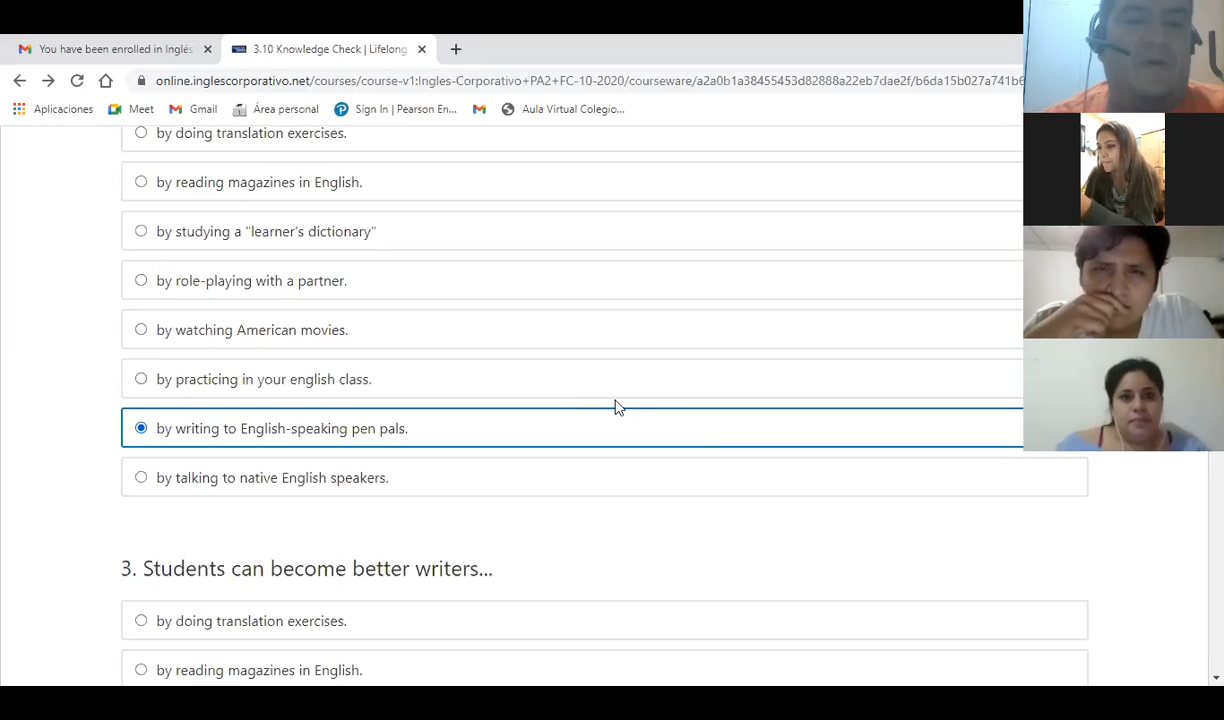 You have been enrolled in Inglés
3.10 Knowledge Check | Lifelong
online.inglescorporativo.net/courses/course-v1:Ingles-Corporativo+PA2+FC-10-2020/courseware/a2a0b1a38455453d82888a22eb7dae2f/b6da15b027a741b6
Aplicaciones Meet Gmail Área personal Sign In | Pearson En... Aula Virtual Colegio...
by doing translation exercises.
by reading magazines in English.
by studying a "learner's dictionary"
by role-playing with a partner.
by watching American movies.
by practicing in your english class.
by writing to English-speaking pen pals.
by talking to native English speakers.
3. Students can become better writers...
by doing translation exercises.
by reading magazines in English.